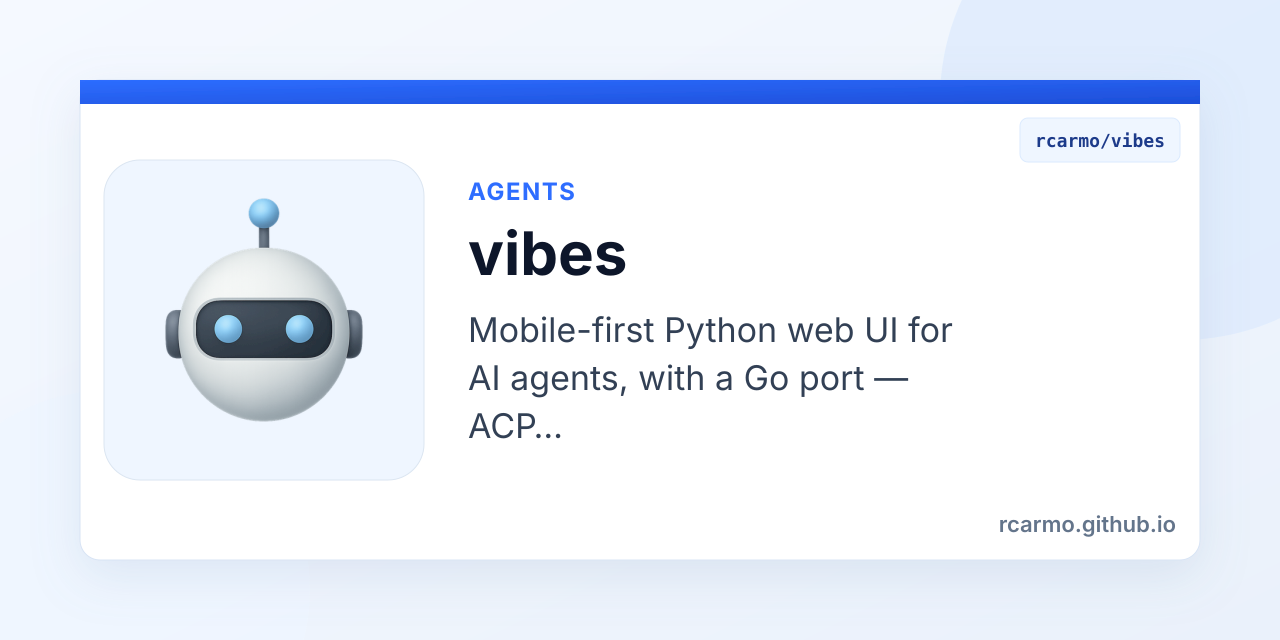 rcarmo/vibes
AGENTS
vibes
Mobile-first Python web UI for
AI agents, with a Go port —
ACP...
rcarmo.github.io